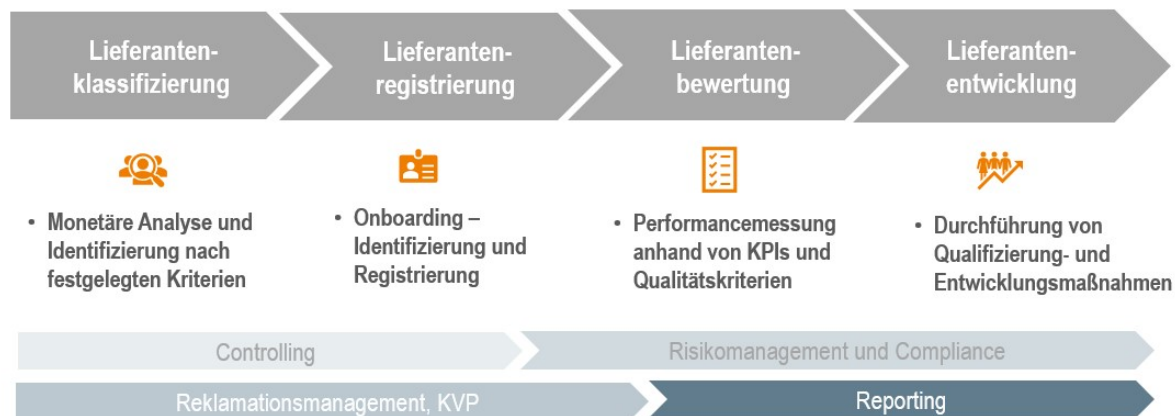 Lieferanten-
klassifizierung
Lieferanten-
registrierung
Lieferanten-
bewertung
Lieferanten-
entwicklung
• Monetäre Analyse und
Identifizierung nach
festgelegten Kriterien
• Onboarding –
Identifizierung und
Registrierung
• Performancemessung
anhand von KPIs und
Qualitätskriterien
• Durchführung von
Qualifizierung- und
Entwicklungsmaßnahmen
Controlling
Risikomanagement und Compliance
Reklamationsmanagement, KVP
Reporting